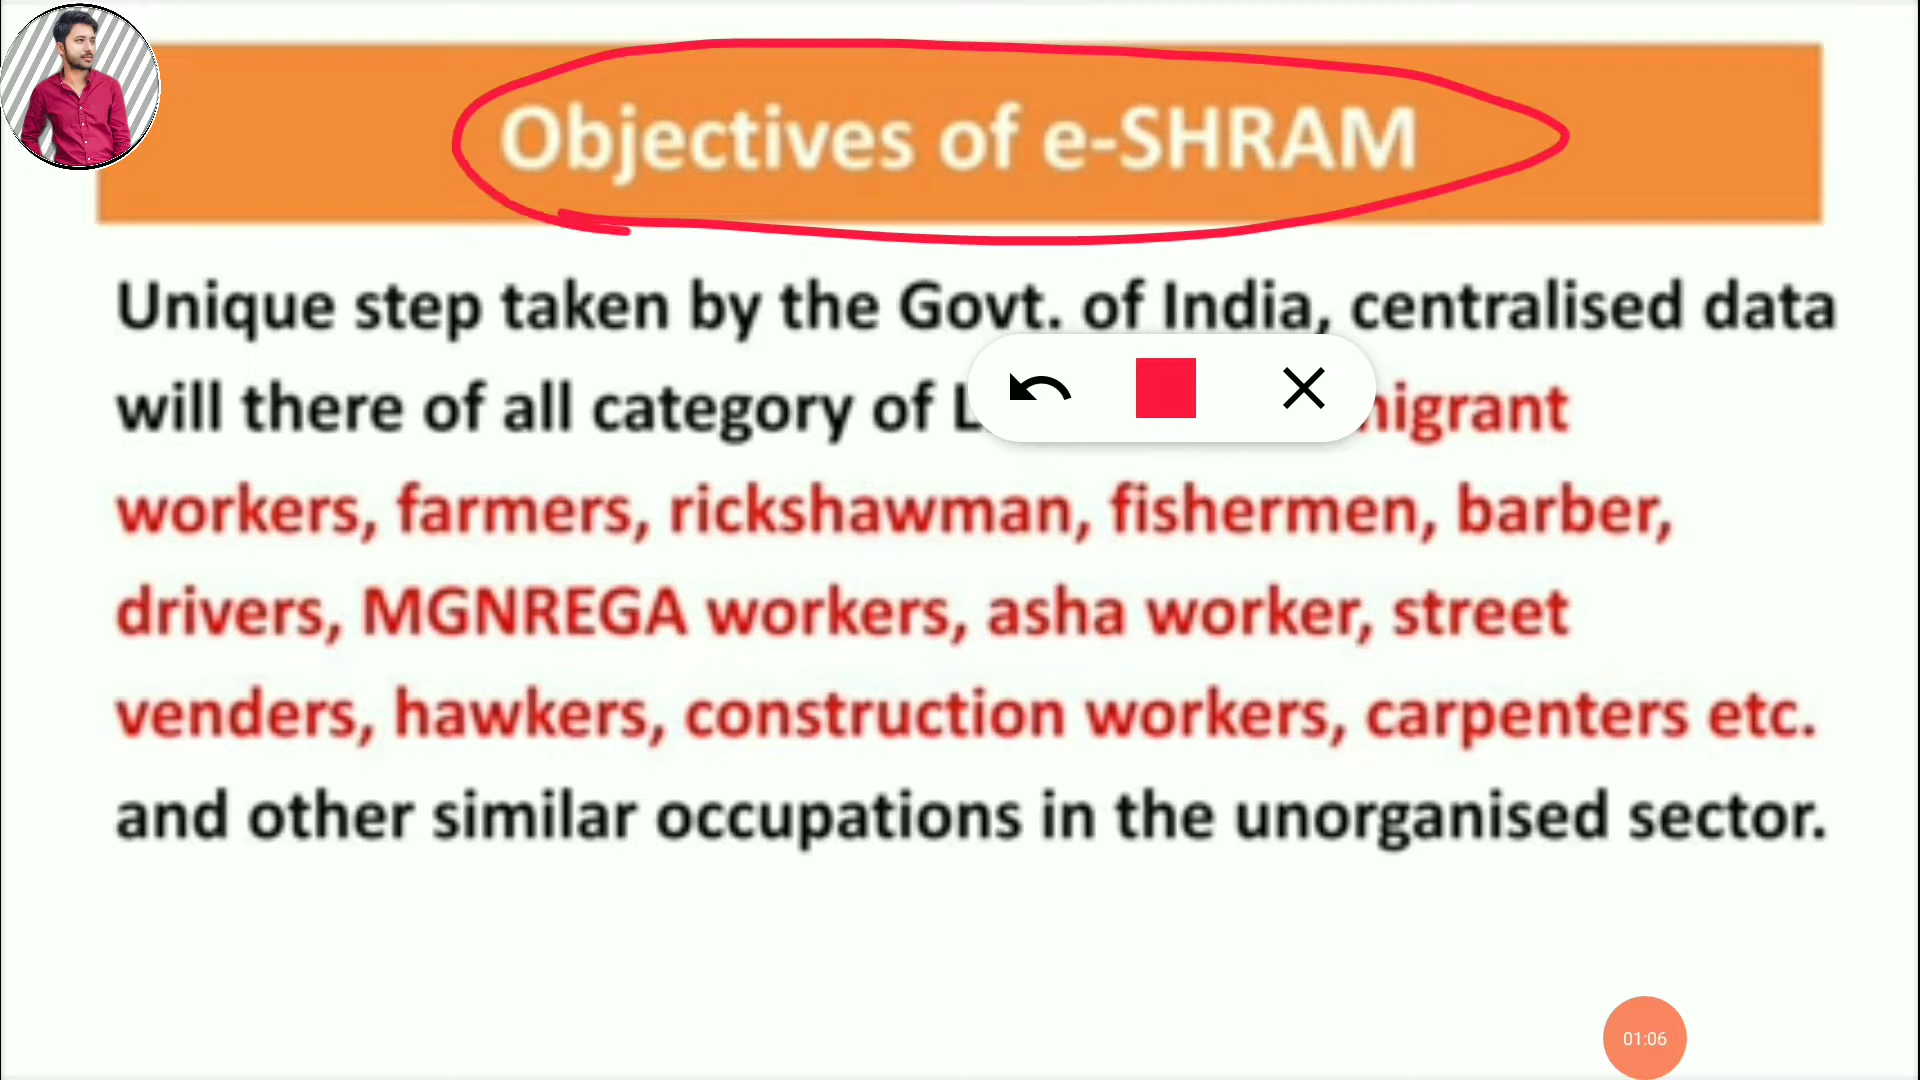 Objectives of e-SHRAM
Unique step taken by the Govt. of India, centralised data
will there of all category of
workers, farmers, rickshawman, fishermen, barber,
drivers, MGNREGA workers, asha worker, street
venders, hawkers, construction workers, carpenters etc.
and other similar occupations in the unorganised sector.
01:06